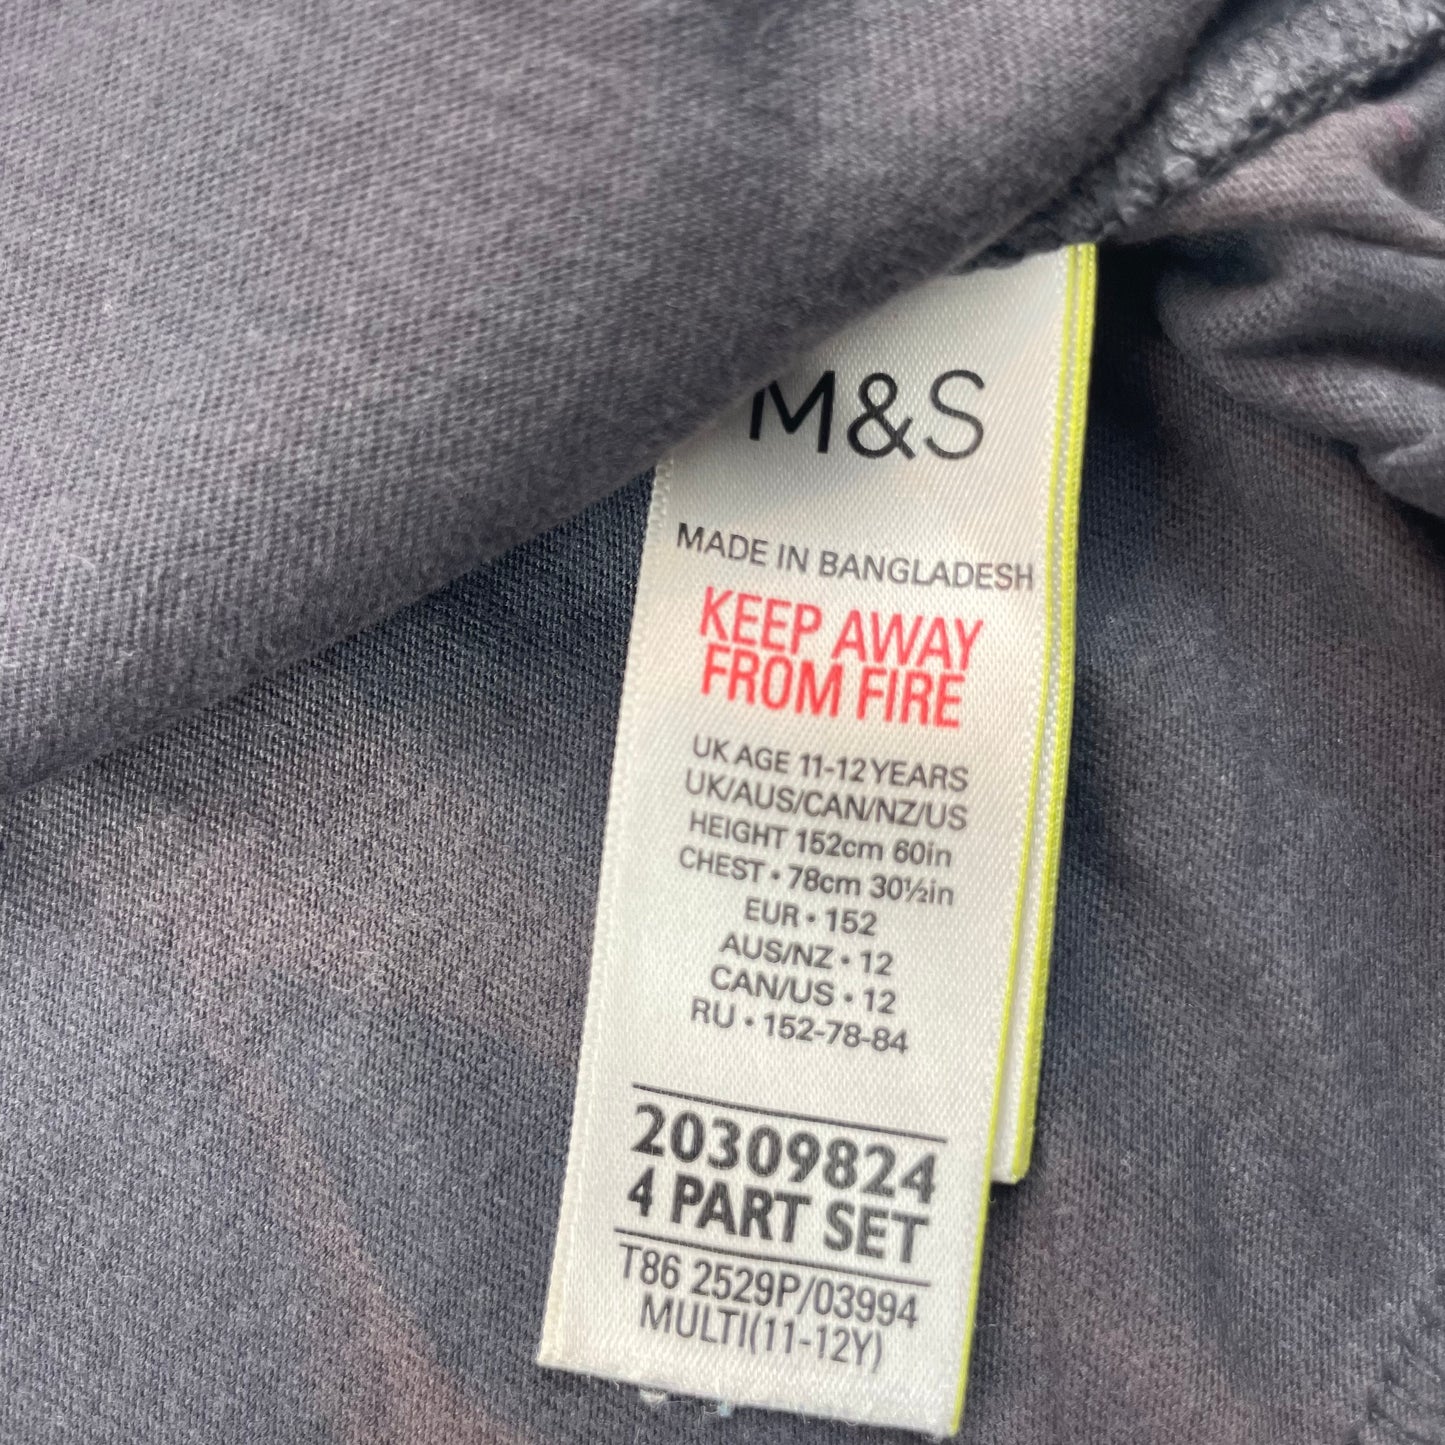 M&S
MADE IN BANGLADESH
KEEP AWAY
FROM FIRE
UK AGE 11-12 YEARS
UK/AUS/CAN/NZ/US
HEIGHT 152cm 60in
CHEST • 78cm 30½in
EUR • 152
AUS/NZ • 12
CAN/US • 12
RU • 152-78-84
20309824
4 PART SET
T86 2529P/03994
MULTI(11-12Y)